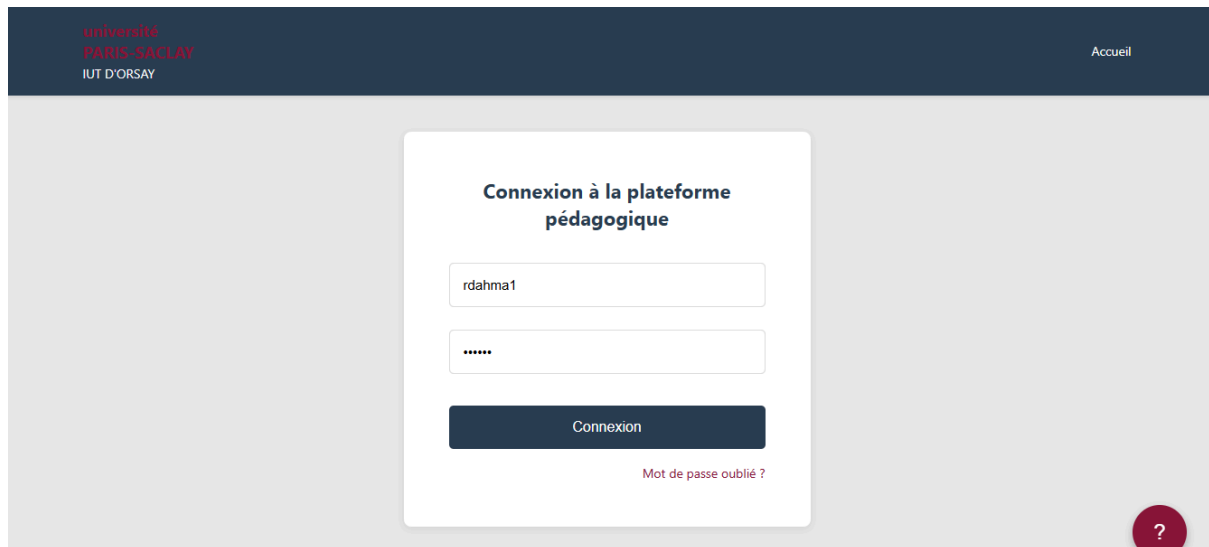 université
PARIS-SACLAY
IUT D'ORSAY
Accueil
Connexion à la plateforme
pédagogique
rdahma1
••••••
Connexion
Mot de passe oublié ?
?